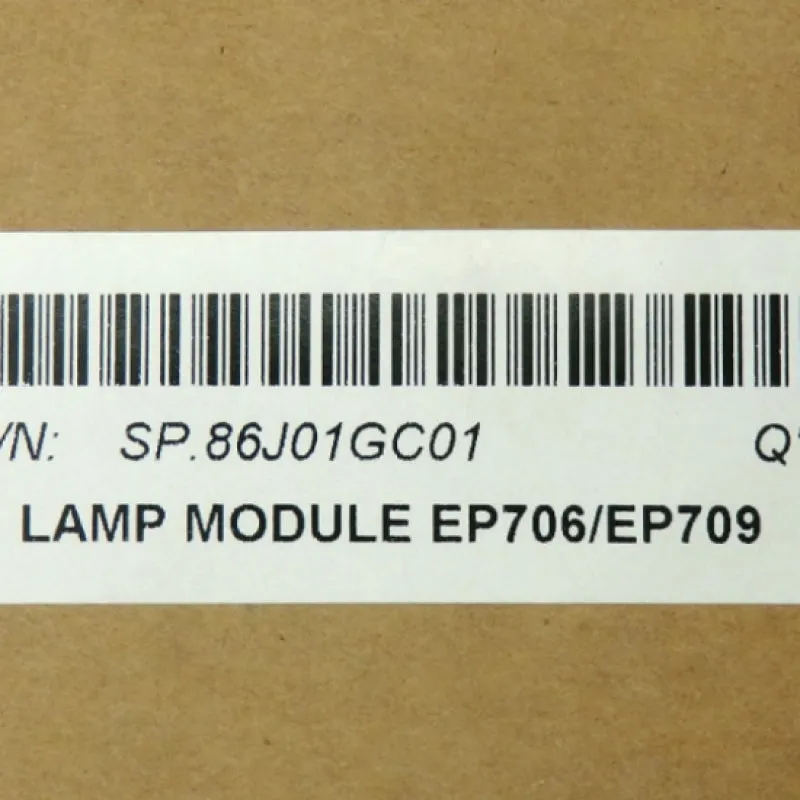 /N: SP.86J01GC01 Q
LAMP MODULE EP706/EP709